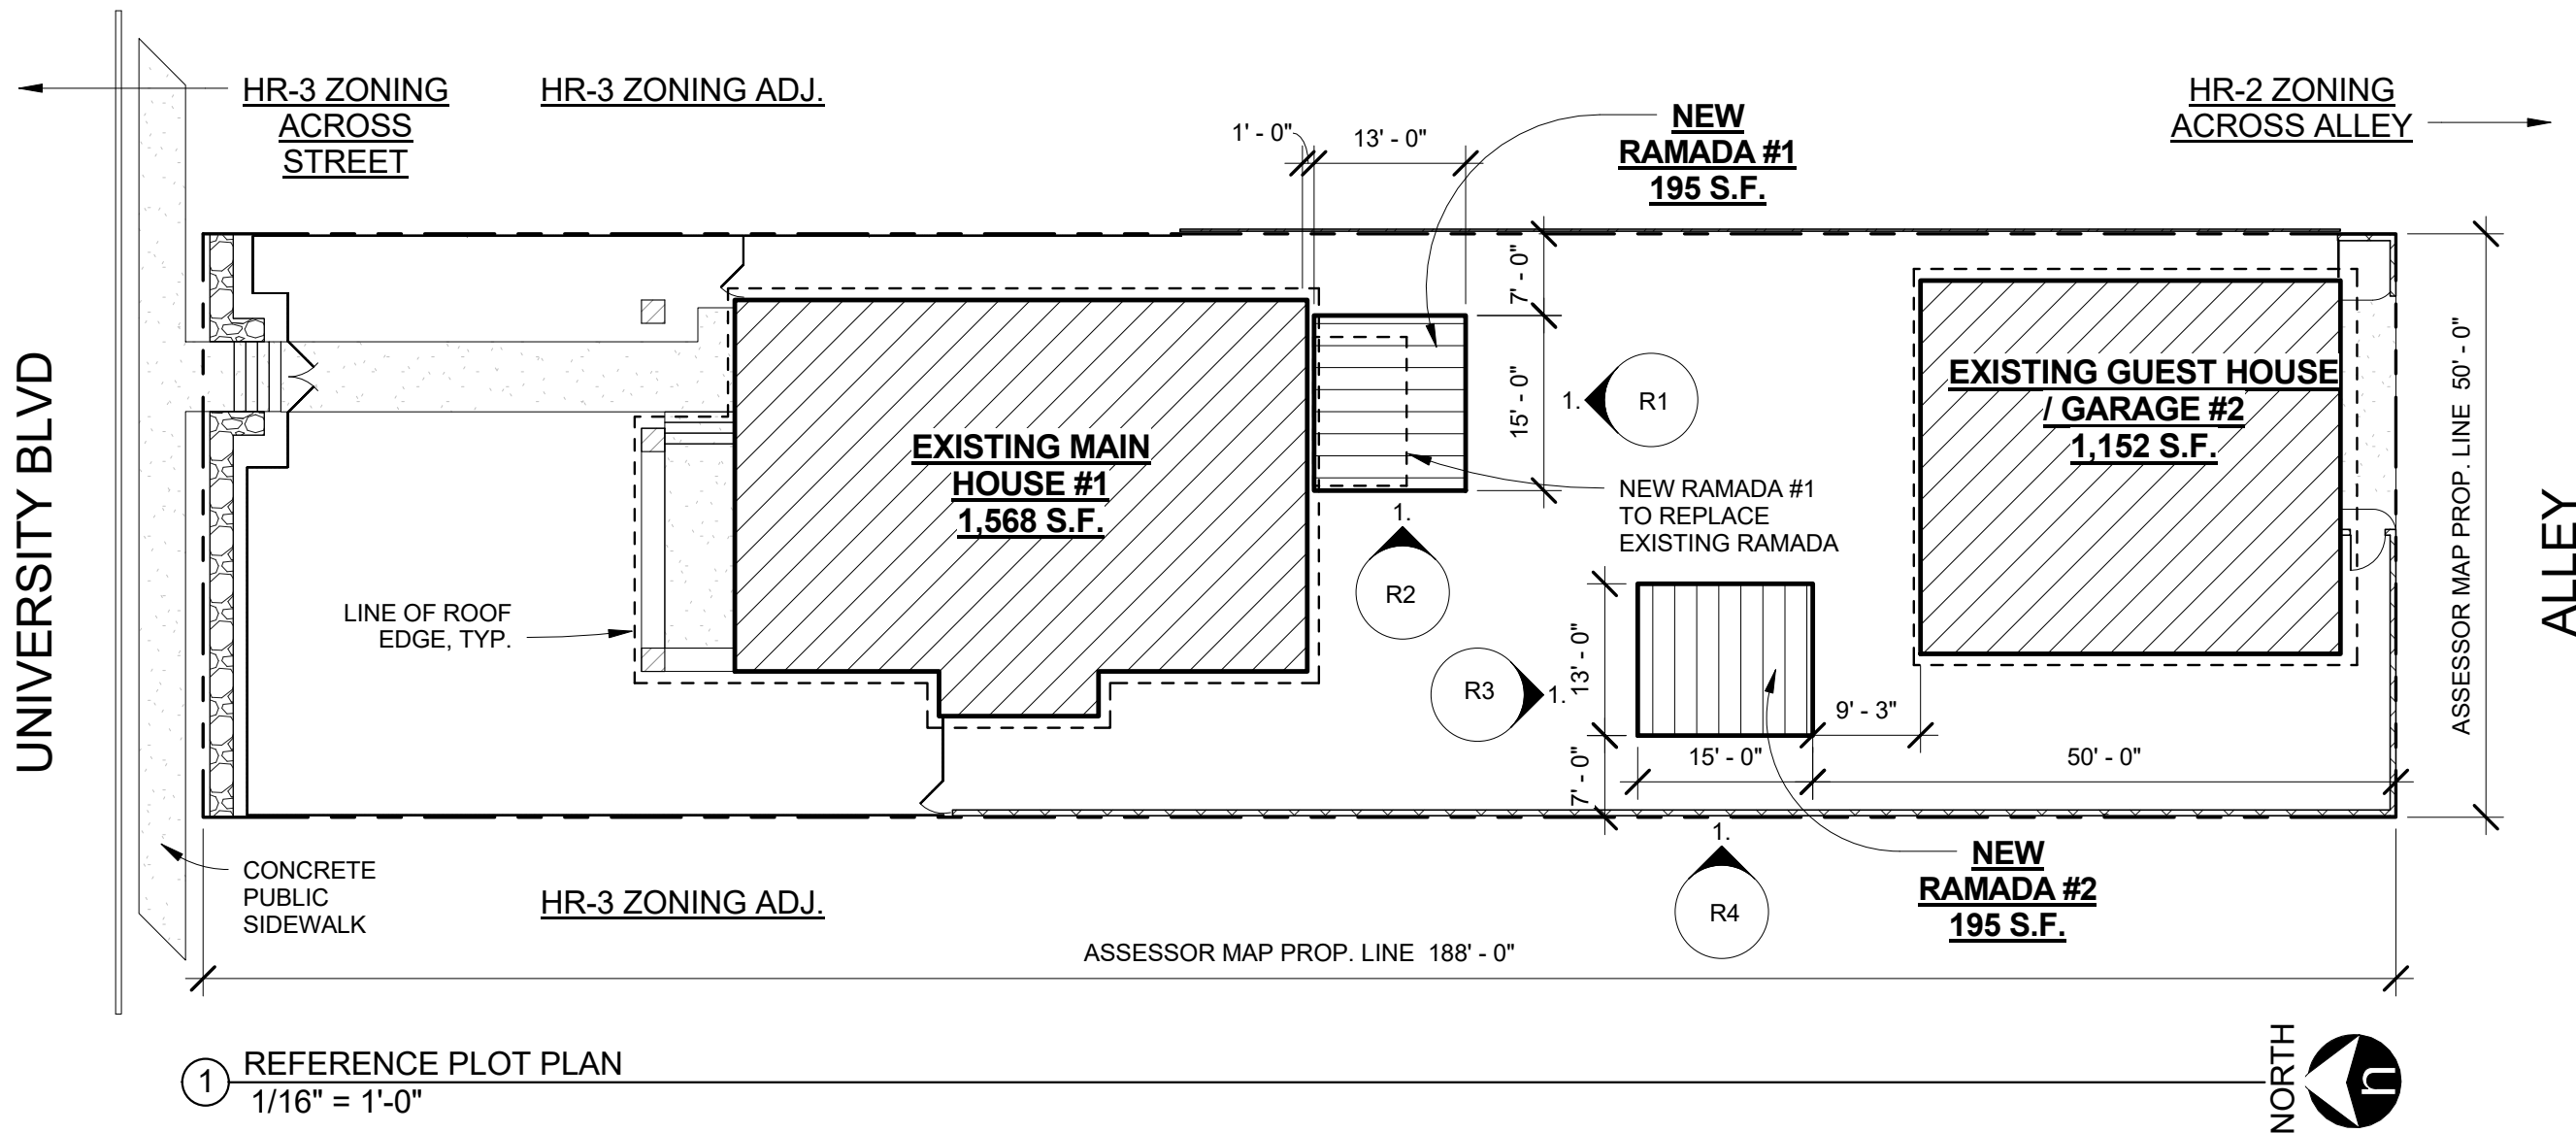 HR-3 ZONING
ACROSS
STREET
HR-3 ZONING ADJ.
1' - 0"
13' - 0"
NEW
RAMADA #1
195 S.F.
HR-2 ZONING
ACROSS ALLEY
UNIVERSITY BLVD
7' - 0"
15' - 0"
1.
R1
EXISTING MAIN
HOUSE #1
1,568 S.F.
EXISTING GUEST HOUSE
/ GARAGE #2
1,152 S.F.
ASSESSOR MAP PROP. LINE 50' - 0"
ALLEY
NEW RAMADA #1
TO REPLACE
EXISTING RAMADA
1.
R2
LINE OF ROOF
EDGE, TYP.
R3
1.
13' - 0"
7' - 0"
9' - 3"
15' - 0"
50' - 0"
1.
R4
NEW
RAMADA #2
195 S.F.
CONCRETE
PUBLIC
SIDEWALK
HR-3 ZONING ADJ.
ASSESSOR MAP PROP. LINE 188' - 0"
1
REFERENCE PLOT PLAN
1/16" = 1'-0"
NORTH
n